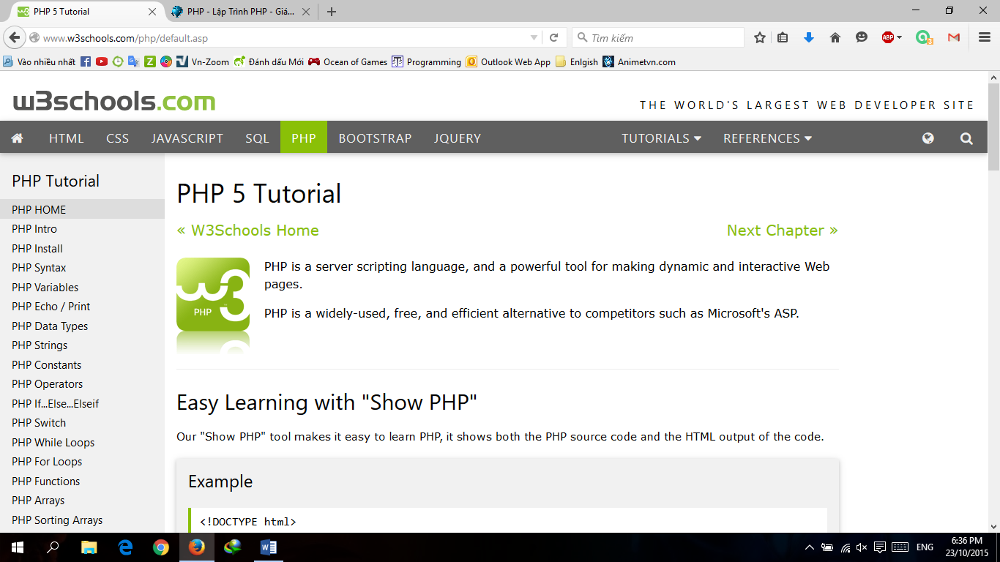 PHP 5 Tutorial
PHP - Lập Trình PHP - Giá...
www.w3schools.com/php/default.asp
Tìm kiếm
ABP
3
Vào nhiều nhất
Vn-Zoom
Đánh dấu Mới
Ocean of Games
Programming
Outlook Web App
Enlgish
Animetvn.com
w3schools.com
THE WORLD'S LARGEST WEB DEVELOPER SITE
HTML CSS JAVASCRIPT SQL PHP BOOTSTRAP JQUERY TUTORIALS REFERENCES
PHP Tutorial
PHP HOME
PHP Intro
PHP Install
PHP Syntax
PHP Variables
PHP Echo / Print
PHP Data Types
PHP Strings
PHP Constants
PHP Operators
PHP If...Else...Elseif
PHP Switch
PHP While Loops
PHP For Loops
PHP Functions
PHP Arrays
PHP Sorting Arrays
PHP 5 Tutorial
« W3Schools Home
Next Chapter »
w3
PHP
PHP is a server scripting language, and a powerful tool for making dynamic and interactive Web
pages.
PHP is a widely-used, free, and efficient alternative to competitors such as Microsoft's ASP.
Easy Learning with "Show PHP"
Our "Show PHP" tool makes it easy to learn PHP, it shows both the PHP source code and the HTML output of the code.
Example
<!DOCTYPE html>
ENG
6:36 PM
23/10/2015